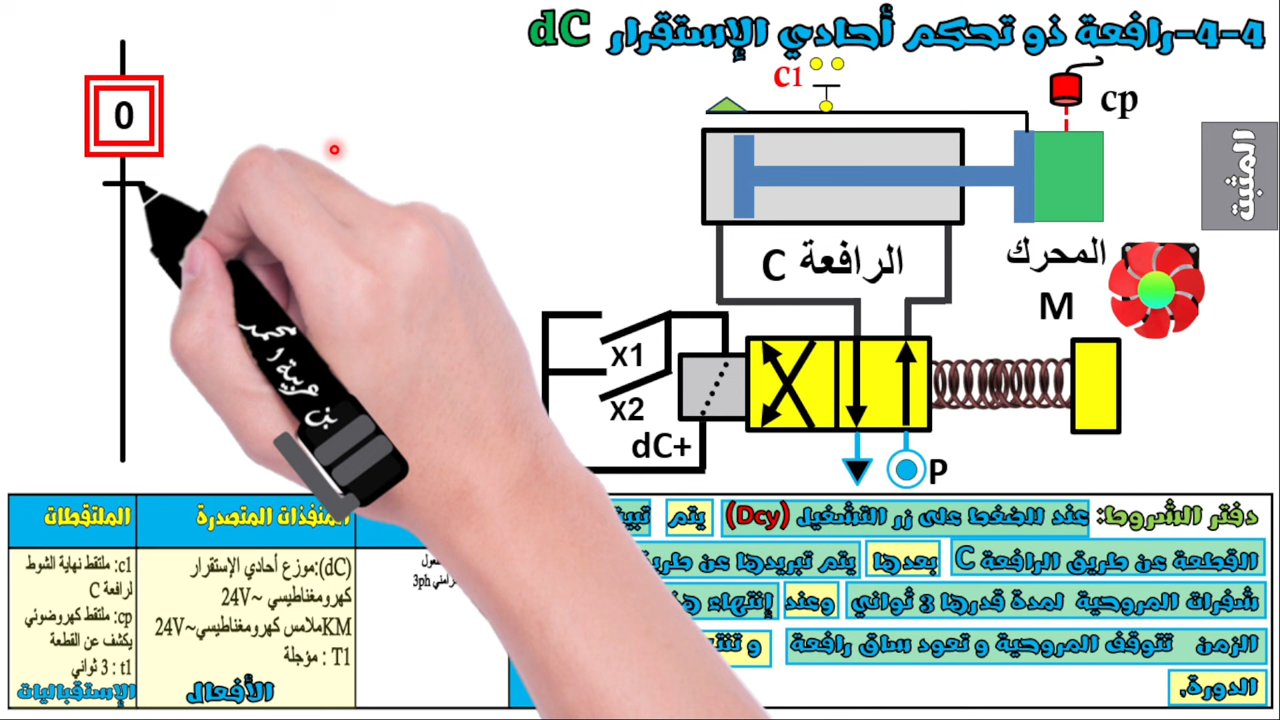 4-4-رافعة ذو تحكم أحادي الإستقرار dC
0
c1
cp
المثبت
الرافعة C
المحرك
M
x1
x2
dC+
P
دفتر الشروط: عند الضغط على زر التشغيل (Dcy) يتم
القطعة عن طريق الرافعة C بعدها يتم تبريدها عن
شفرات المروحية لمدة قدرها 3 ثواني وعند إنتهاء
الزمن تتوقف المروحية و تعود ساق رافعة
الدورة.
المنفذات المتصدرة
(dC):موزع أحادي الإستقرار
كهرومغناطيسي ~24V
KMملامس كهرومغناطيسي~24V
T1 : مؤجلة
الأفعال
الملتقطات
c1: ملتقط نهاية الشوط
لرافعة C
cp: ملتقط كهروضوئي
يكشف عن القطعة
t1 : 3 ثواني
الإستقباليات
3ph